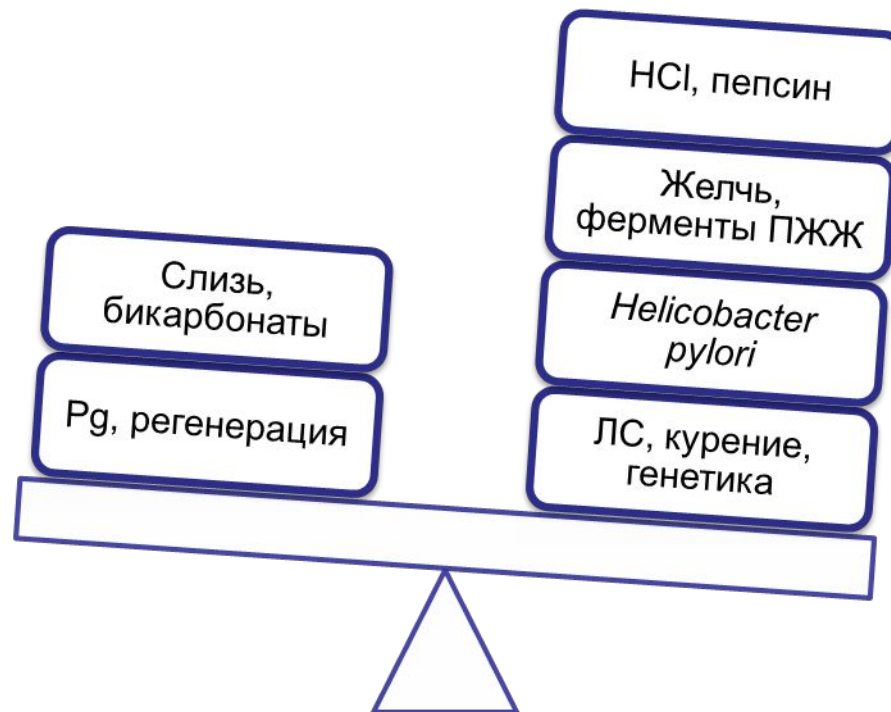 HCl, пепсин
Желчь,
ферменты ПЖЖ
Helicobacter
pylori
ЛС, курение,
генетика
Слизь,
бикарбонаты
Pg, регенерация